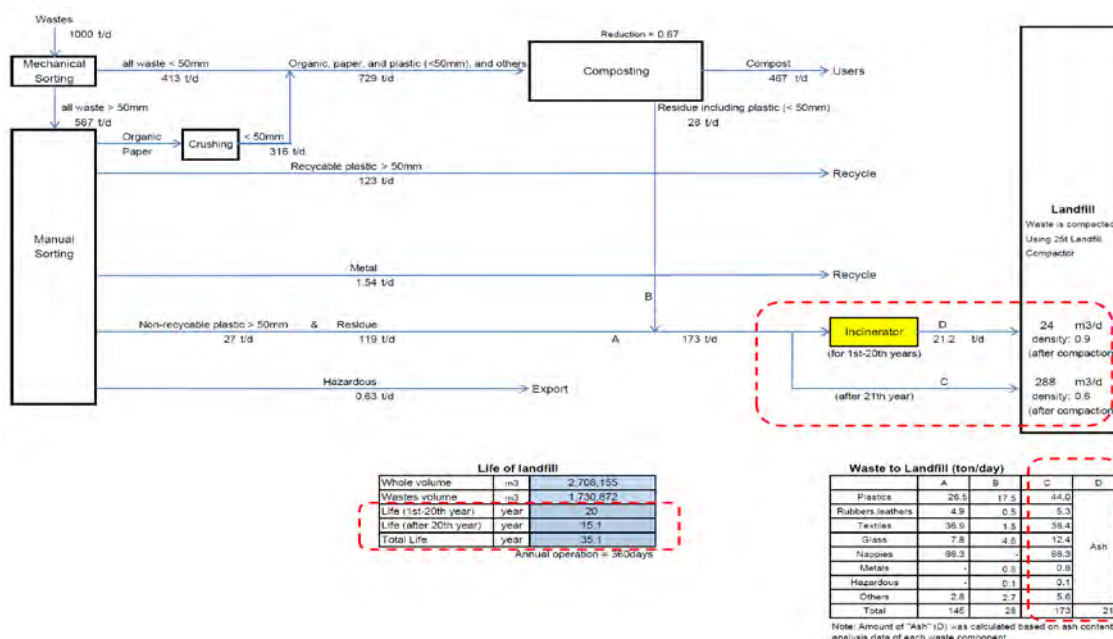 Wastes
1000 t/d
Mechanical
Sorting
all waste < 50mm
413 t/d
Organic, paper, and plastic (<50mm), and others
729 t/d
Reduction = 0.67
Composting
Compost
467 t/d
Users
all waste > 50mm
587 t/d
Residue including plastic (< 50mm)
28 t/d
Organic
Paper
Crushing
< 50mm
316 t/d
Recycable plastic > 50mm
123 t/d
Recycle
Manual
Sorting
Metal
1.54 t/d
Recycle
B
Non-recycable plastic > 50mm & Residue
27 t/d 119 t/d
A
173 t/d
Incinerator
(for 1st-20th years)
D
21.2 t/d
C
(after 21th year)
Hazardous
0.63 t/d
Export
Landfill
Waste is compacted
Using 25t Landfill
Compactor
24 m3/d
density: 0.9
(after compaction)
288 m3/d
density: 0.6
(after compaction)
Life of landfill
Whole volume m3 2,708,155
Wastes volume m3 1,730,872
Life (1st-20th year) year 20
Life (after 20th year) year 15.1
Total Life year 35.1
Annual operation = 360days
Waste to Landfill (ton/day)
A B C D
Plastics 26.5 17.5 44.0
Rubbers,leathers 4.9 0.5 5.3
Textiles 36.9 1.5 38.4
Glass 7.8 4.6 12.4
Nappies 66.3 - 66.3
Metals - 0.8 0.8
Hazardous - 0.1 0.1
Others 2.8 2.7 5.6
Ash
Total 145 28 173 21
Note: Amount of "Ash" (D) was calculated based on ash content
analysis data of each waste component